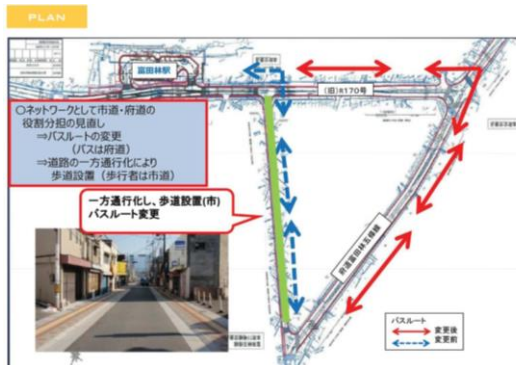 PLAN
富田林駅
(旧)R170号
〇ネットワークとして市道・府道の
役割分担の見直し
⇒バスルートの変更
(バスは府道)
⇒道路の一方通行化により
歩道設置（歩行者は市道）
一方通行化し、歩道設置(市)
バスルート変更
府道富田林五條線
バスルート
変更後
変更前